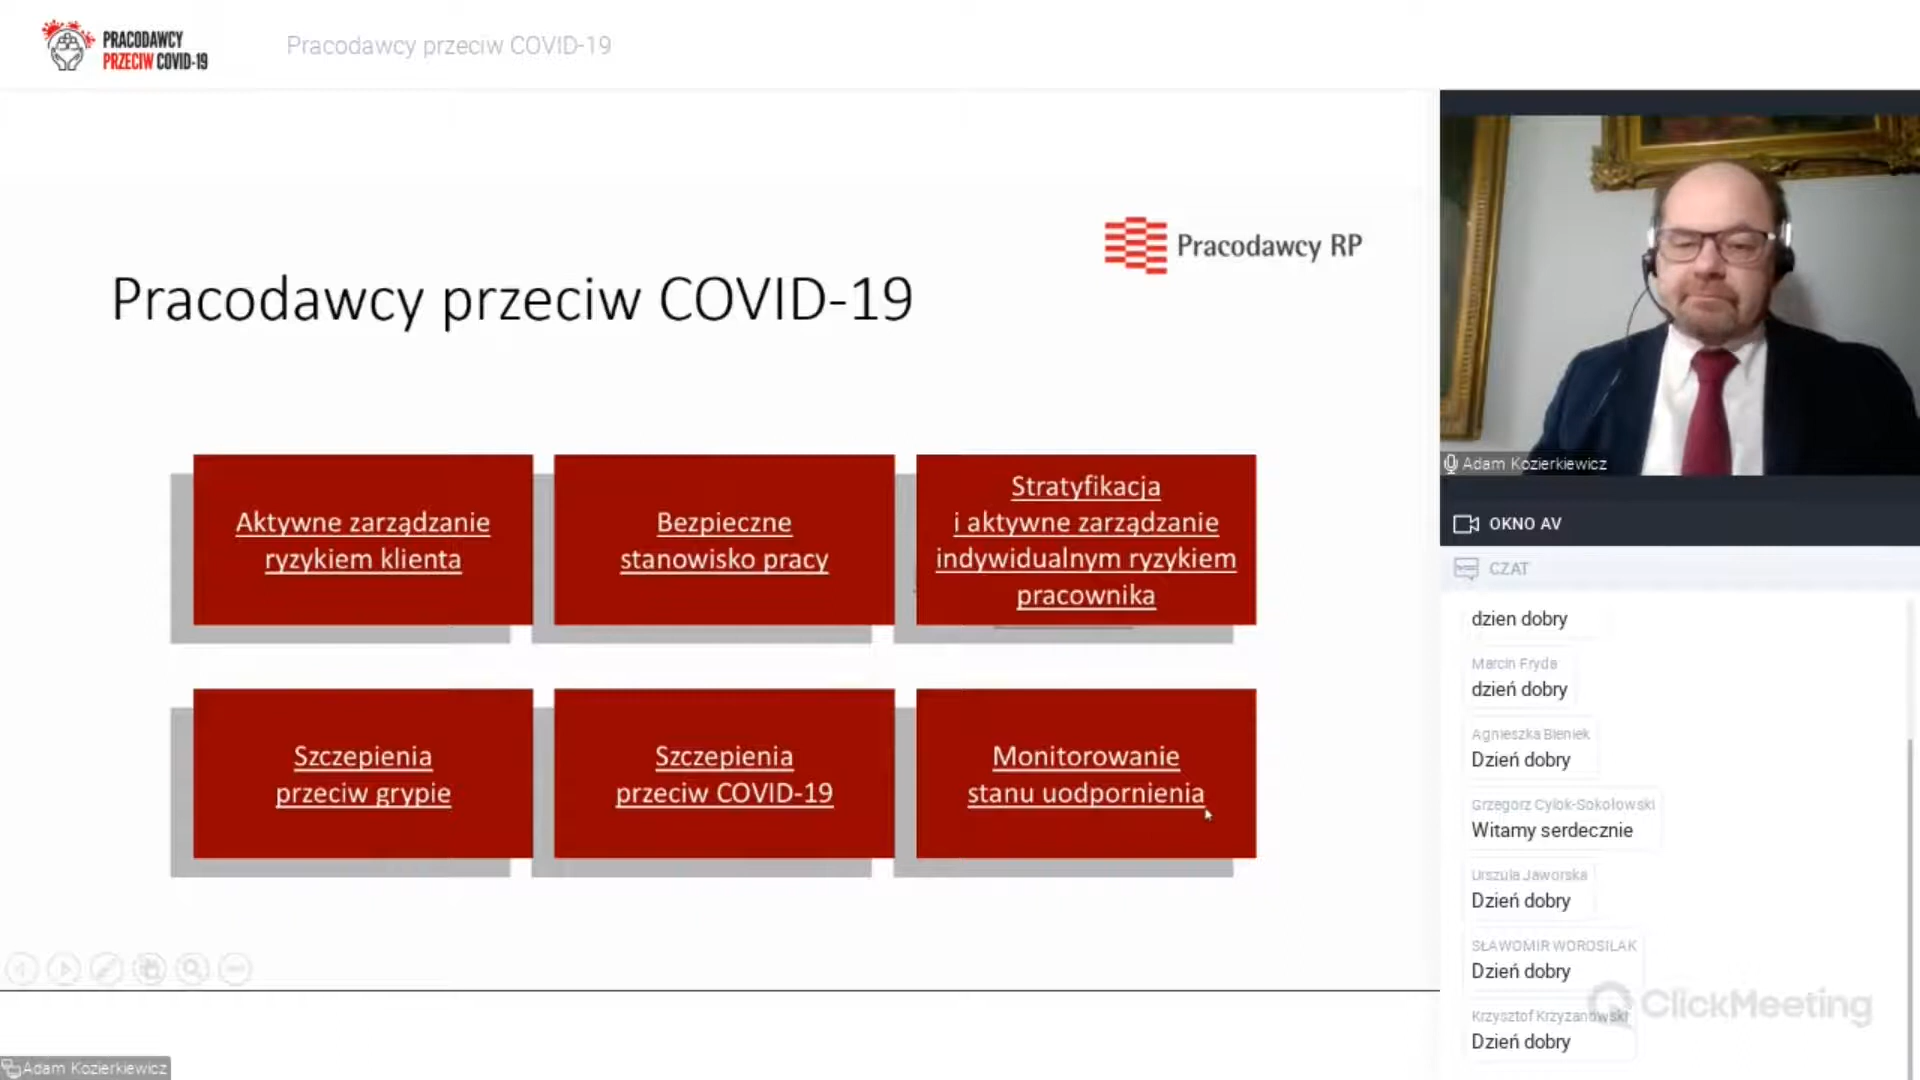 PRACODAWCY
PRZECIW COVID-19
Pracodawcy przeciw COVID-19
Pracodawcy RP
Pracodawcy przeciw COVID-19
Aktywne zarządzanie
ryzykiem klienta
Bezpieczne
stanowisko pracy
Stratyfikacja
i aktywne zarządzanie
indywidualnym ryzykiem
pracownika
Szczepienia
przeciw grypie
Szczepienia
przeciw COVID-19
Monitorowanie
stanu uodpornienia
Adam Kozierkiewicz
Adam Kozierkiewicz
OKNO AV
CZAT
dzien dobry
Marcin Fryda
dzień dobry
Agnieszka Bieniek
Dzień dobry
Grzegorz Cylok-Sokołowski
Witamy serdecznie
Urszula Jaworska
Dzień dobry
SŁAWOMIR WOROSILAK
Dzień dobry
Krzysztof Krzyzanowski
Dzień dobry
ClickMeeting